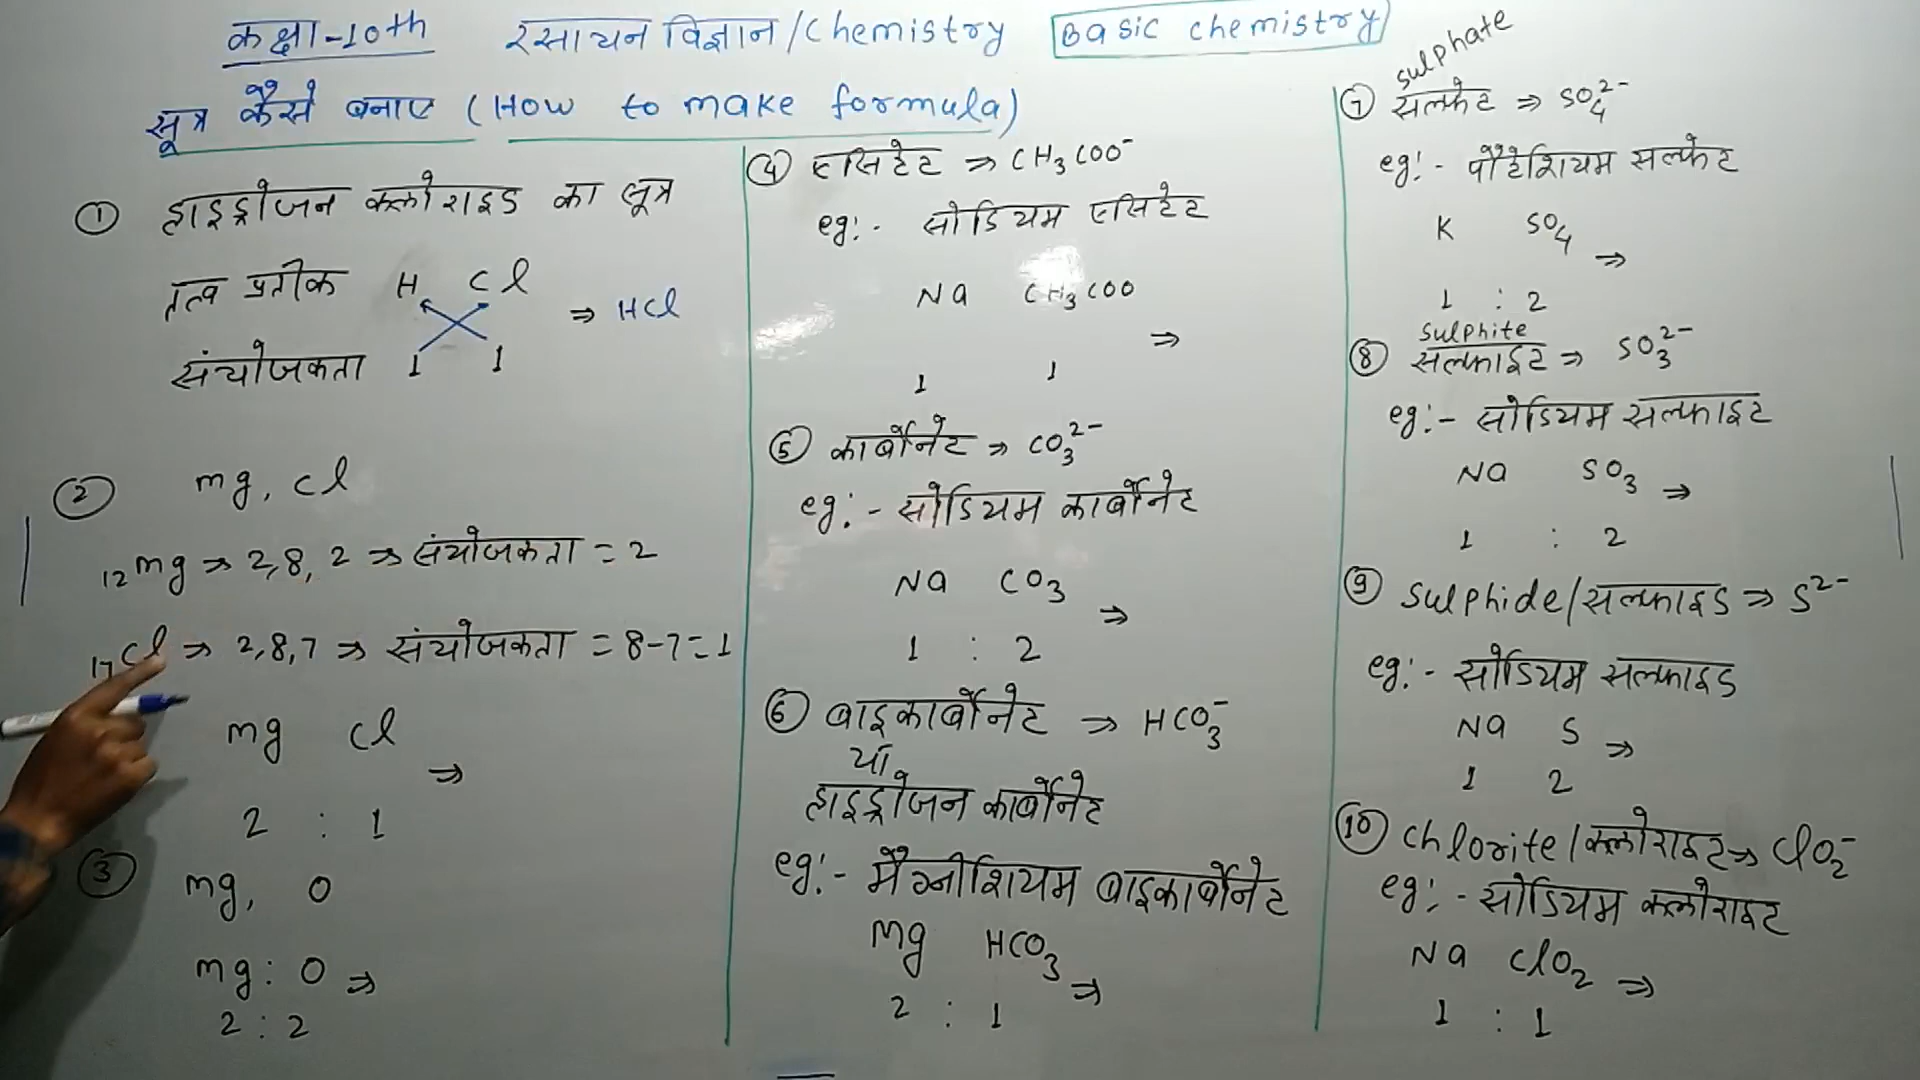 कक्षा-10th रसायन विज्ञान/Chemistry Basic chemistry
सूत्र कैसे बनाए (How to make formula)
① हाइड्रोजन क्लोराइड का सूत्र
तत्व प्रतीक H Cl ⇒ HCl
संयोजकता 1 1
② mg, cl
₁₂mg ⇒ 2,8,2 ⇒ संयोजकता = 2
₁₇Cl ⇒ 2,8,7 ⇒ संयोजकता = 8-7=1
mg cl ⇒
2 : 1
③ mg, O
mg : O ⇒
2 : 2
④ एसिटेट ⇒ CH₃COO⁻
eg:- सोडियम एसिटेट
Na CH₃COO ⇒
1 1
⑤ कार्बोनेट ⇒ CO₃²⁻
eg:- सोडियम कार्बोनेट
Na CO₃ ⇒
1 : 2
⑥ बाइकार्बोनेट ⇒ HCO₃⁻
याँ
हाइड्रोजन कार्बोनेट
eg:- मैग्नीशियम बाइकार्बोनेट
Mg HCO₃ ⇒
2 : 1
sulphate
⑦ सल्फेट ⇒ SO₄²⁻
eg:- पौटेशियम सल्फेट
K SO₄ ⇒
1 : 2
Sulphite
⑧ सल्फाईट ⇒ SO₃²⁻
eg:- सोडियम सल्फाइट
Na SO₃ ⇒
1 : 2
⑨ Sulphide/सल्फाइड ⇒ S²⁻
eg:- सोडियम सल्फाइड
Na S ⇒
1 2
⑩ Chlorite/क्लोराइट ⇒ ClO₂⁻
eg:- सोडियम क्लोराइट
Na ClO₂ ⇒
1 : 1